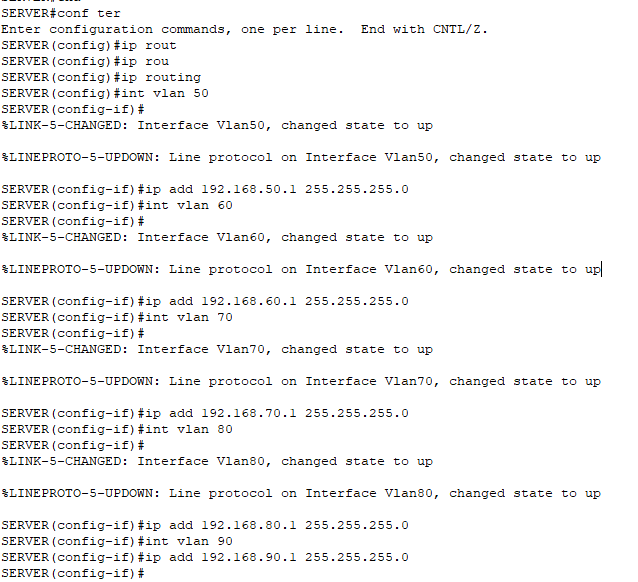 SERVER#conf ter
Enter configuration commands, one per line.  End with CNTL/Z.
SERVER(config)#ip rout
SERVER(config)#ip rou
SERVER(config)#ip routing
SERVER(config)#int vlan 50
SERVER(config-if)#
%LINK-5-CHANGED: Interface Vlan50, changed state to up

%LINEPROTO-5-UPDOWN: Line protocol on Interface Vlan50, changed state to up

SERVER(config-if)#ip add 192.168.50.1 255.255.255.0
SERVER(config-if)#int vlan 60
SERVER(config-if)#
%LINK-5-CHANGED: Interface Vlan60, changed state to up

%LINEPROTO-5-UPDOWN: Line protocol on Interface Vlan60, changed state to up

SERVER(config-if)#ip add 192.168.60.1 255.255.255.0
SERVER(config-if)#int vlan 70
SERVER(config-if)#
%LINK-5-CHANGED: Interface Vlan70, changed state to up

%LINEPROTO-5-UPDOWN: Line protocol on Interface Vlan70, changed state to up

SERVER(config-if)#ip add 192.168.70.1 255.255.255.0
SERVER(config-if)#int vlan 80
SERVER(config-if)#
%LINK-5-CHANGED: Interface Vlan80, changed state to up

%LINEPROTO-5-UPDOWN: Line protocol on Interface Vlan80, changed state to up

SERVER(config-if)#ip add 192.168.80.1 255.255.255.0
SERVER(config-if)#int vlan 90
SERVER(config-if)#ip add 192.168.90.1 255.255.255.0
SERVER(config-if)#